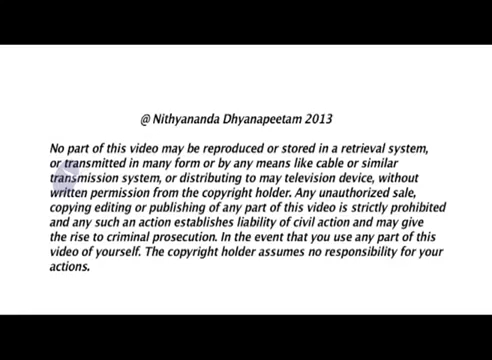 @ Nithyananda Dhyanapeetam 2013
No part of this video may be reproduced or stored in a retrieval system,
or transmitted in many form or by any means like cable or similar
transmission system, or distributing to may television device, without
written permission from the copyright holder. Any unauthorized sale,
copying editing or publishing of any part of this video is strictly prohibited
and any such an action establishes liability of civil action and may give
the rise to criminal prosecution. In the event that you use any part of this
video of yourself. The copyright holder assumes no responsibility for your
actions.